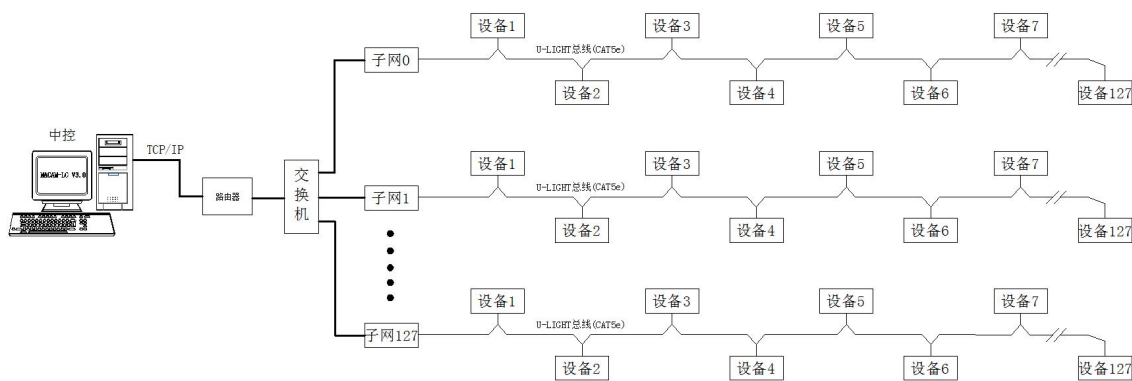 中控
MACAM-LC V3.0
TCP/IP
路由器
交换机
子网0
U-LIGHT总线(CAT5e)
设备1
设备2
设备3
设备4
设备5
设备6
设备7
设备127
子网1
U-LIGHT总线(CAT5e)
设备1
设备2
设备3
设备4
设备5
设备6
设备7
设备127
子网127
U-LIGHT总线(CAT5e)
设备1
设备2
设备3
设备4
设备5
设备6
设备7
设备127